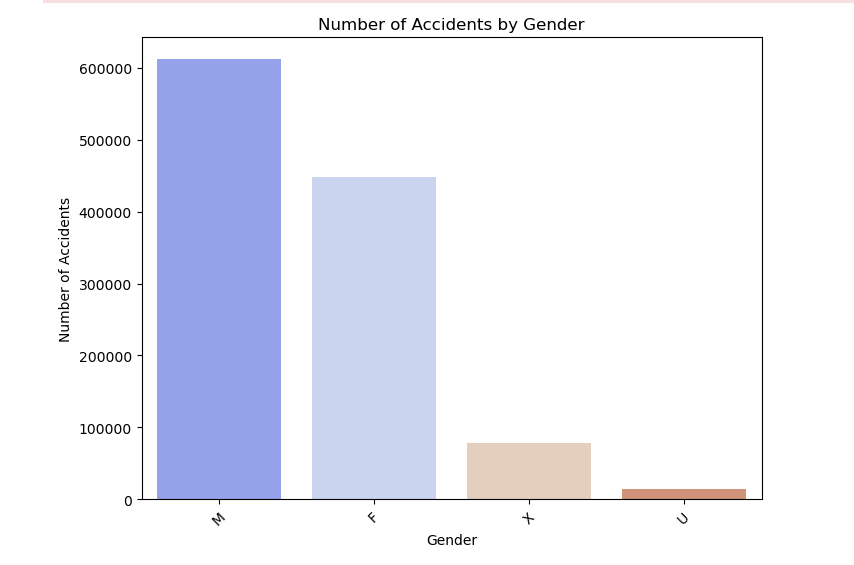 Number of Accidents by Gender
Number of Accidents
600000
500000
400000
300000
200000
100000
0
M
F
X
U
Gender